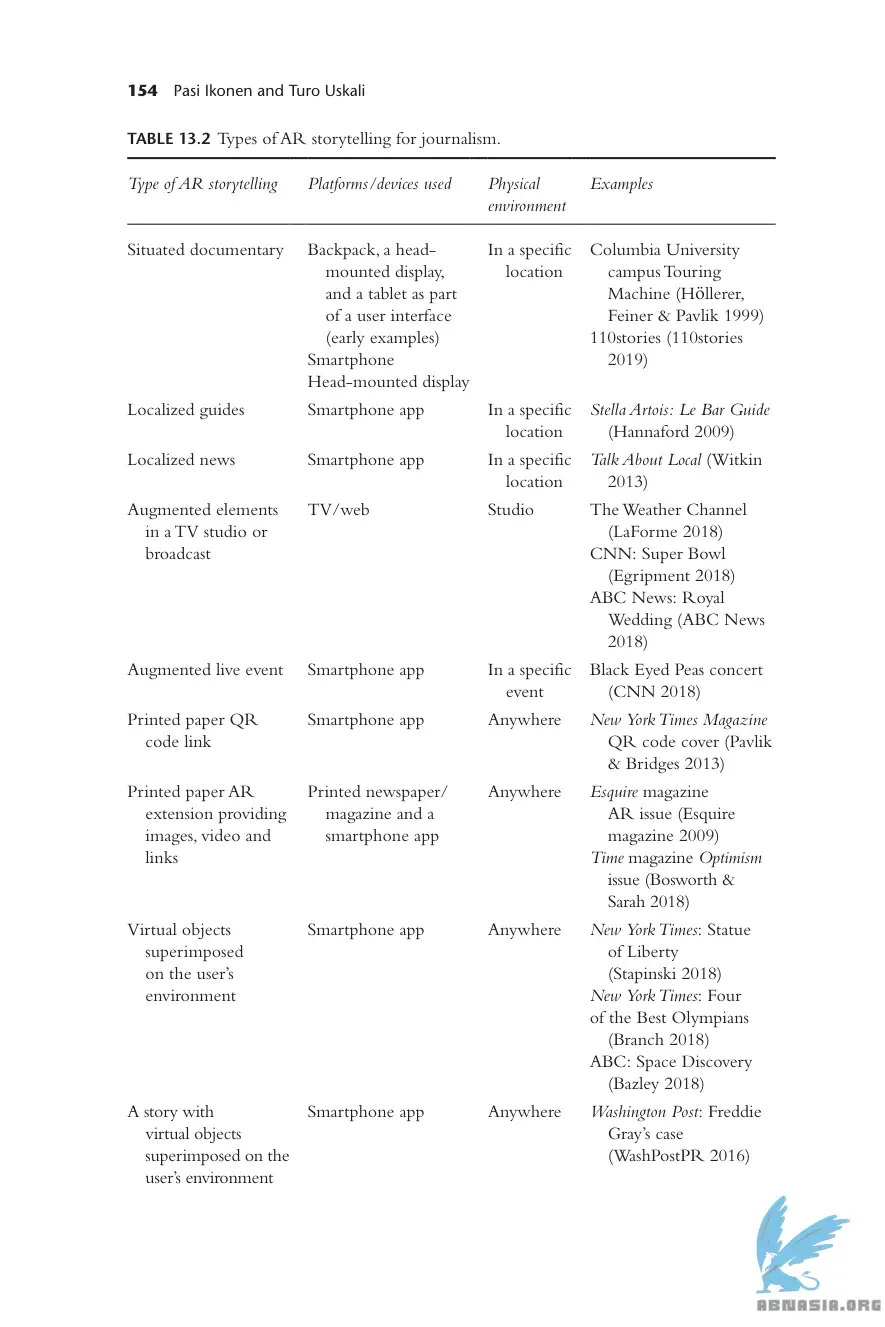 154 Pasi Ikonen and Turo Uskali
TABLE 13.2 Types of AR storytelling for journalism.
Type of AR storytelling Platforms/devices used Physical environment Examples
Situated documentary Backpack, a head- In a specific Columbia University
mounted display, location campus Touring
and a tablet as part Machine (Höllerer,
of a user interface Feiner & Pavlik 1999)
(early examples) 110stories (110stories
Smartphone 2019)
Head-mounted display
Localized guides Smartphone app In a specific Stella Artois: Le Bar Guide
location (Hannaford 2009)
Localized news Smartphone app In a specific Talk About Local (Witkin
location 2013)
Augmented elements TV/web Studio The Weather Channel
in a TV studio or (LaForme 2018)
broadcast CNN: Super Bowl
(Egripment 2018)
ABC News: Royal
Wedding (ABC News
2018)
Augmented live event Smartphone app In a specific Black Eyed Peas concert
event (CNN 2018)
Printed paper QR Smartphone app Anywhere New York Times Magazine
code link QR code cover (Pavlik
& Bridges 2013)
Printed paper AR Printed newspaper/ Anywhere Esquire magazine
extension providing magazine and a AR issue (Esquire
images, video and smartphone app magazine 2009)
links Time magazine Optimism
issue (Bosworth &
Sarah 2018)
Virtual objects Smartphone app Anywhere New York Times: Statue
superimposed of Liberty
on the user's (Stapinski 2018)
environment New York Times: Four
of the Best Olympians
(Branch 2018)
ABC: Space Discovery
(Bazley 2018)
A story with Smartphone app Anywhere Washington Post: Freddie
virtual objects Gray's case
superimposed on the (WashPostPR 2016)
user's environment
ABNASIA.ORG